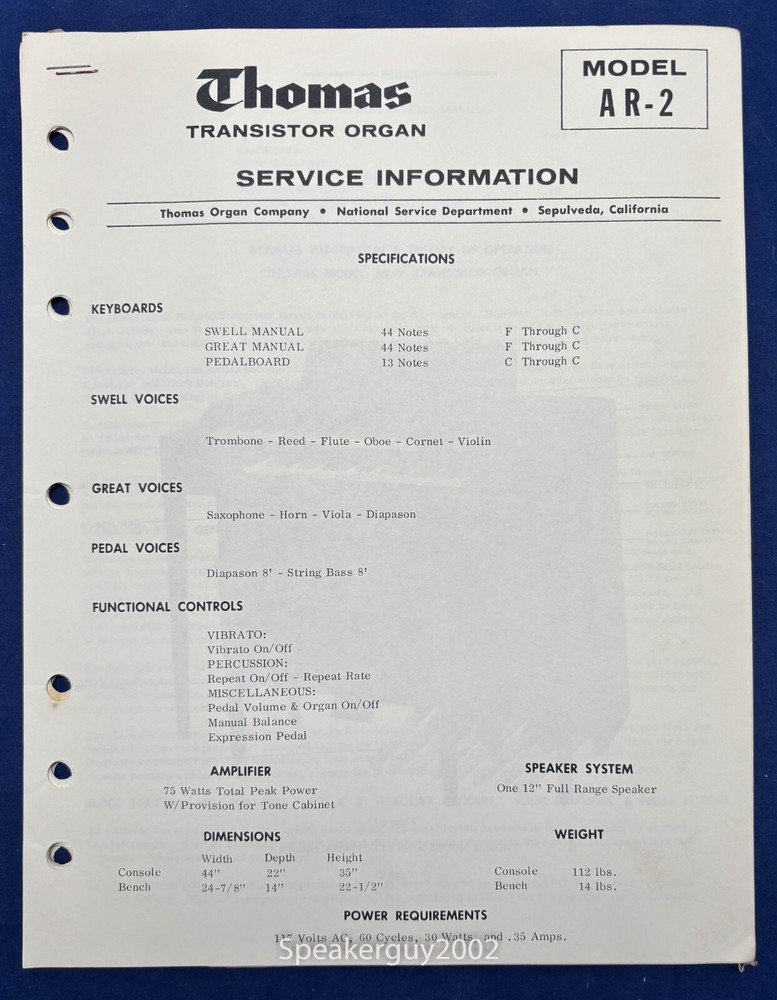 Thomas
TRANSISTOR ORGAN
MODEL
AR-2
SERVICE INFORMATION
Thomas Organ Company • National Service Department • Sepulveda, California
SPECIFICATIONS
KEYBOARDS
SWELL MANUAL 44 Notes F Through C
GREAT MANUAL 44 Notes F Through C
PEDALBOARD 13 Notes C Through C
SWELL VOICES
Trombone - Reed - Flute - Oboe - Cornet - Violin
GREAT VOICES
Saxophone - Horn - Viola - Diapason
PEDAL VOICES
Diapason 8' - String Bass 8'
FUNCTIONAL CONTROLS
VIBRATO:
Vibrato On/Off
PERCUSSION:
Repeat On/Off - Repeat Rate
MISCELLANEOUS:
Pedal Volume & Organ On/Off
Manual Balance
Expression Pedal
AMPLIFIER
75 Watts Total Peak Power
W/Provision for Tone Cabinet
SPEAKER SYSTEM
One 12" Full Range Speaker
DIMENSIONS
Width Depth Height
Console 44" 22" 35"
Bench 24-7/8" 14" 22-1/2"
WEIGHT
Console 112 lbs.
Bench 14 lbs.
POWER REQUIREMENTS
117 Volts AC, 60 Cycles, 30 Watts and .35 Amps.
Speakerguy2002